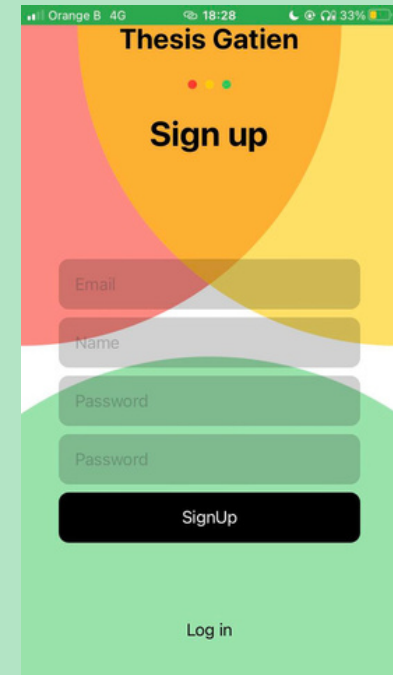 Orange B 4G 18:28 33%
Thesis Gatien
Sign up
Email
Name
Password
Password
SignUp
Log in